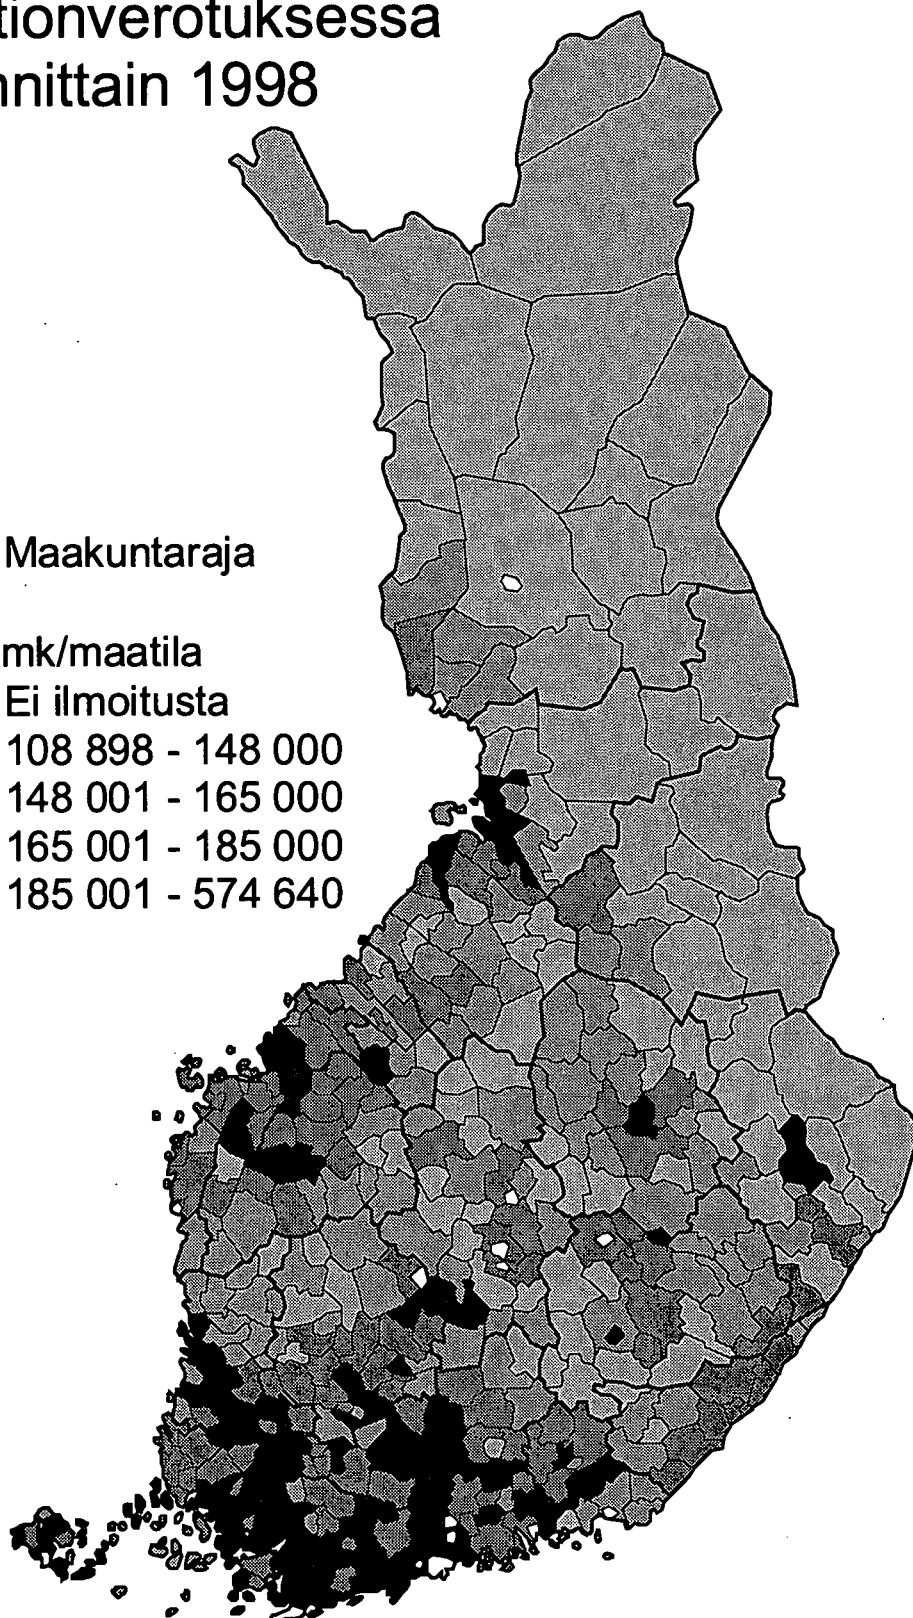 tionverotuksessa
nnittain 1998
Maakuntaraja
mk/maatila
Ei ilmoitusta
108 898 - 148 000
148 001 - 165 000
165 001 - 185 000
185 001 - 574 640